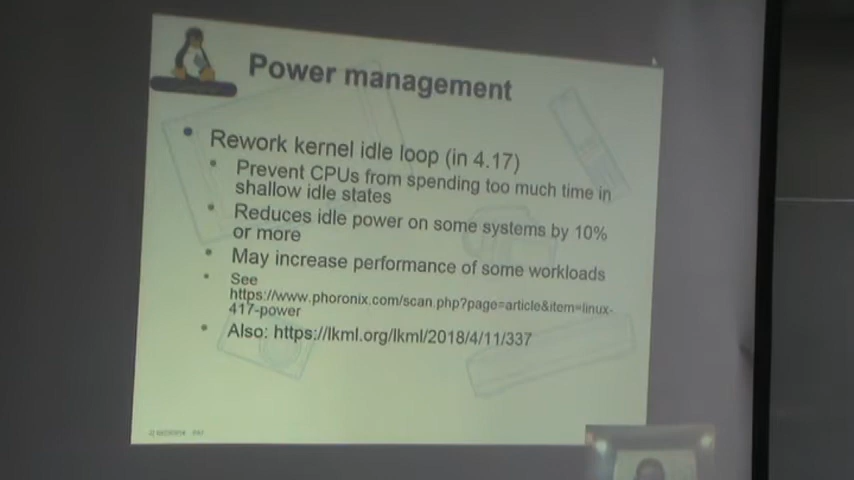 Power management
Rework kernel idle loop (in 4.17)
Prevent CPUs from spending too much time in
shallow idle states
Reduces idle power on some systems by 10%
or more
May increase performance of some workloads
See
https://www.phoronix.com/scan.php?page=article&item=linux-
417-power
Also: https://lkml.org/lkml/2018/4/11/337